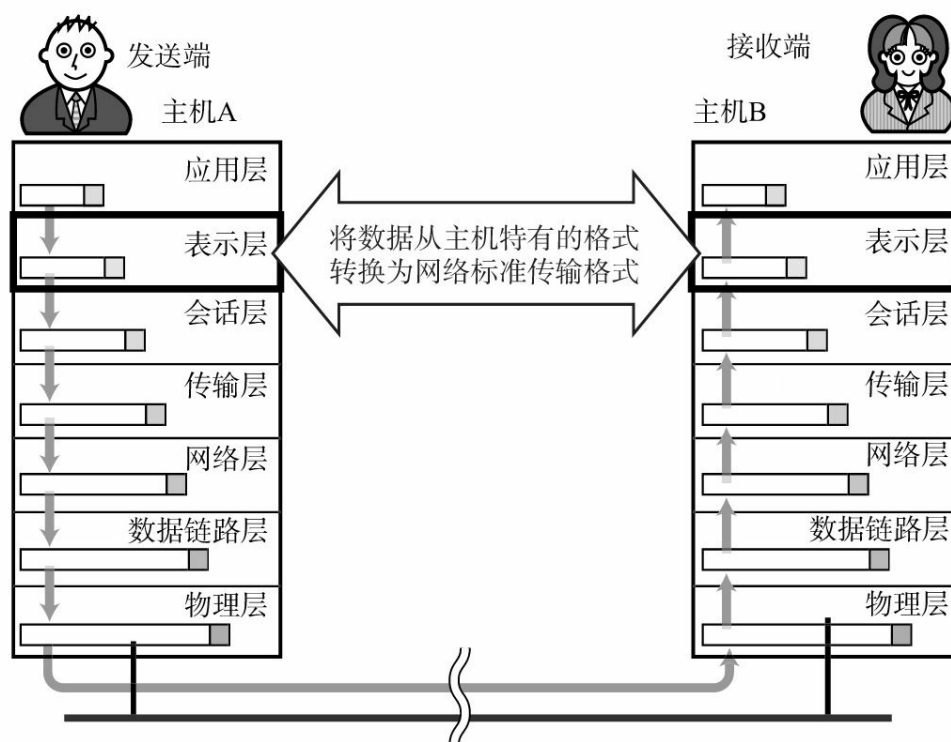 发送端
接收端
主机A
主机B
应用层
应用层
表示层
将数据从主机特有的格式
转换为网络标准传输格式
表示层
会话层
会话层
传输层
传输层
网络层
网络层
数据链路层
数据链路层
物理层
物理层